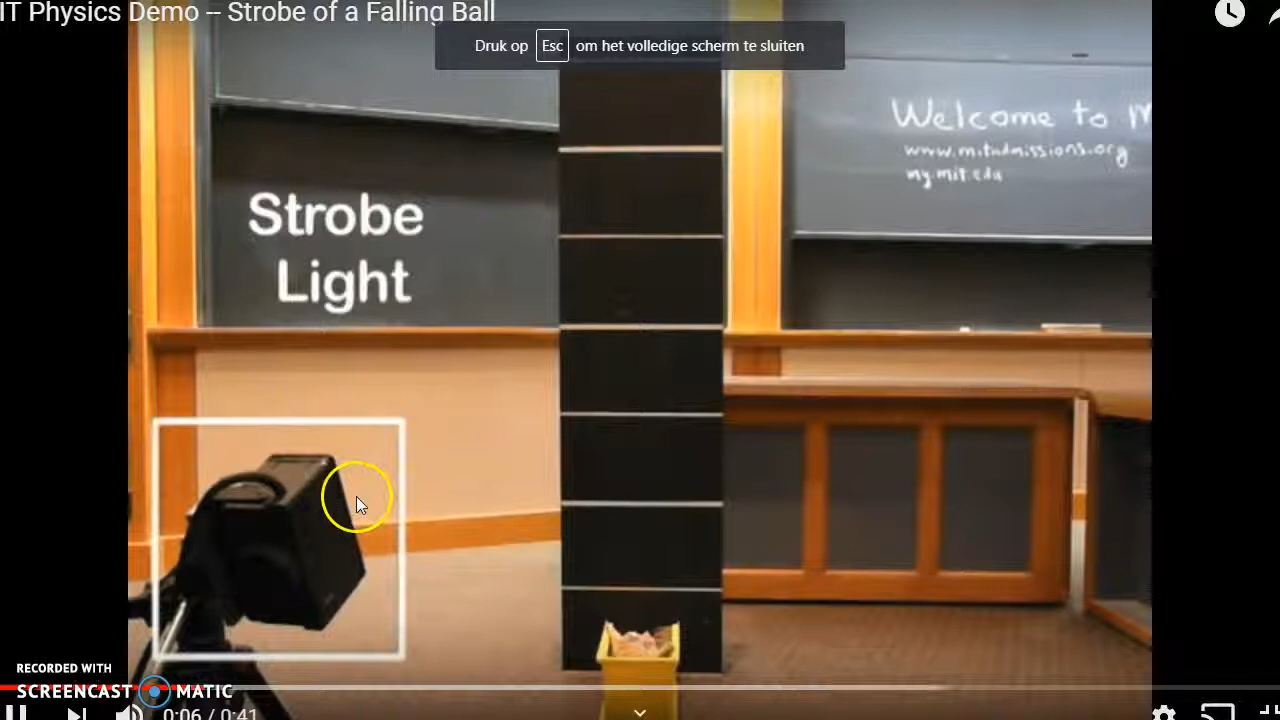 IT Physics Demo -- Strobe of a Falling Ball
Druk op Esc om het volledige scherm te sluiten
Welcome to M
www.mitadmissions.org
my.mit.edu
Strobe
Light
RECORDED WITH
SCREENCAST MATIC
0:06 / 0:41